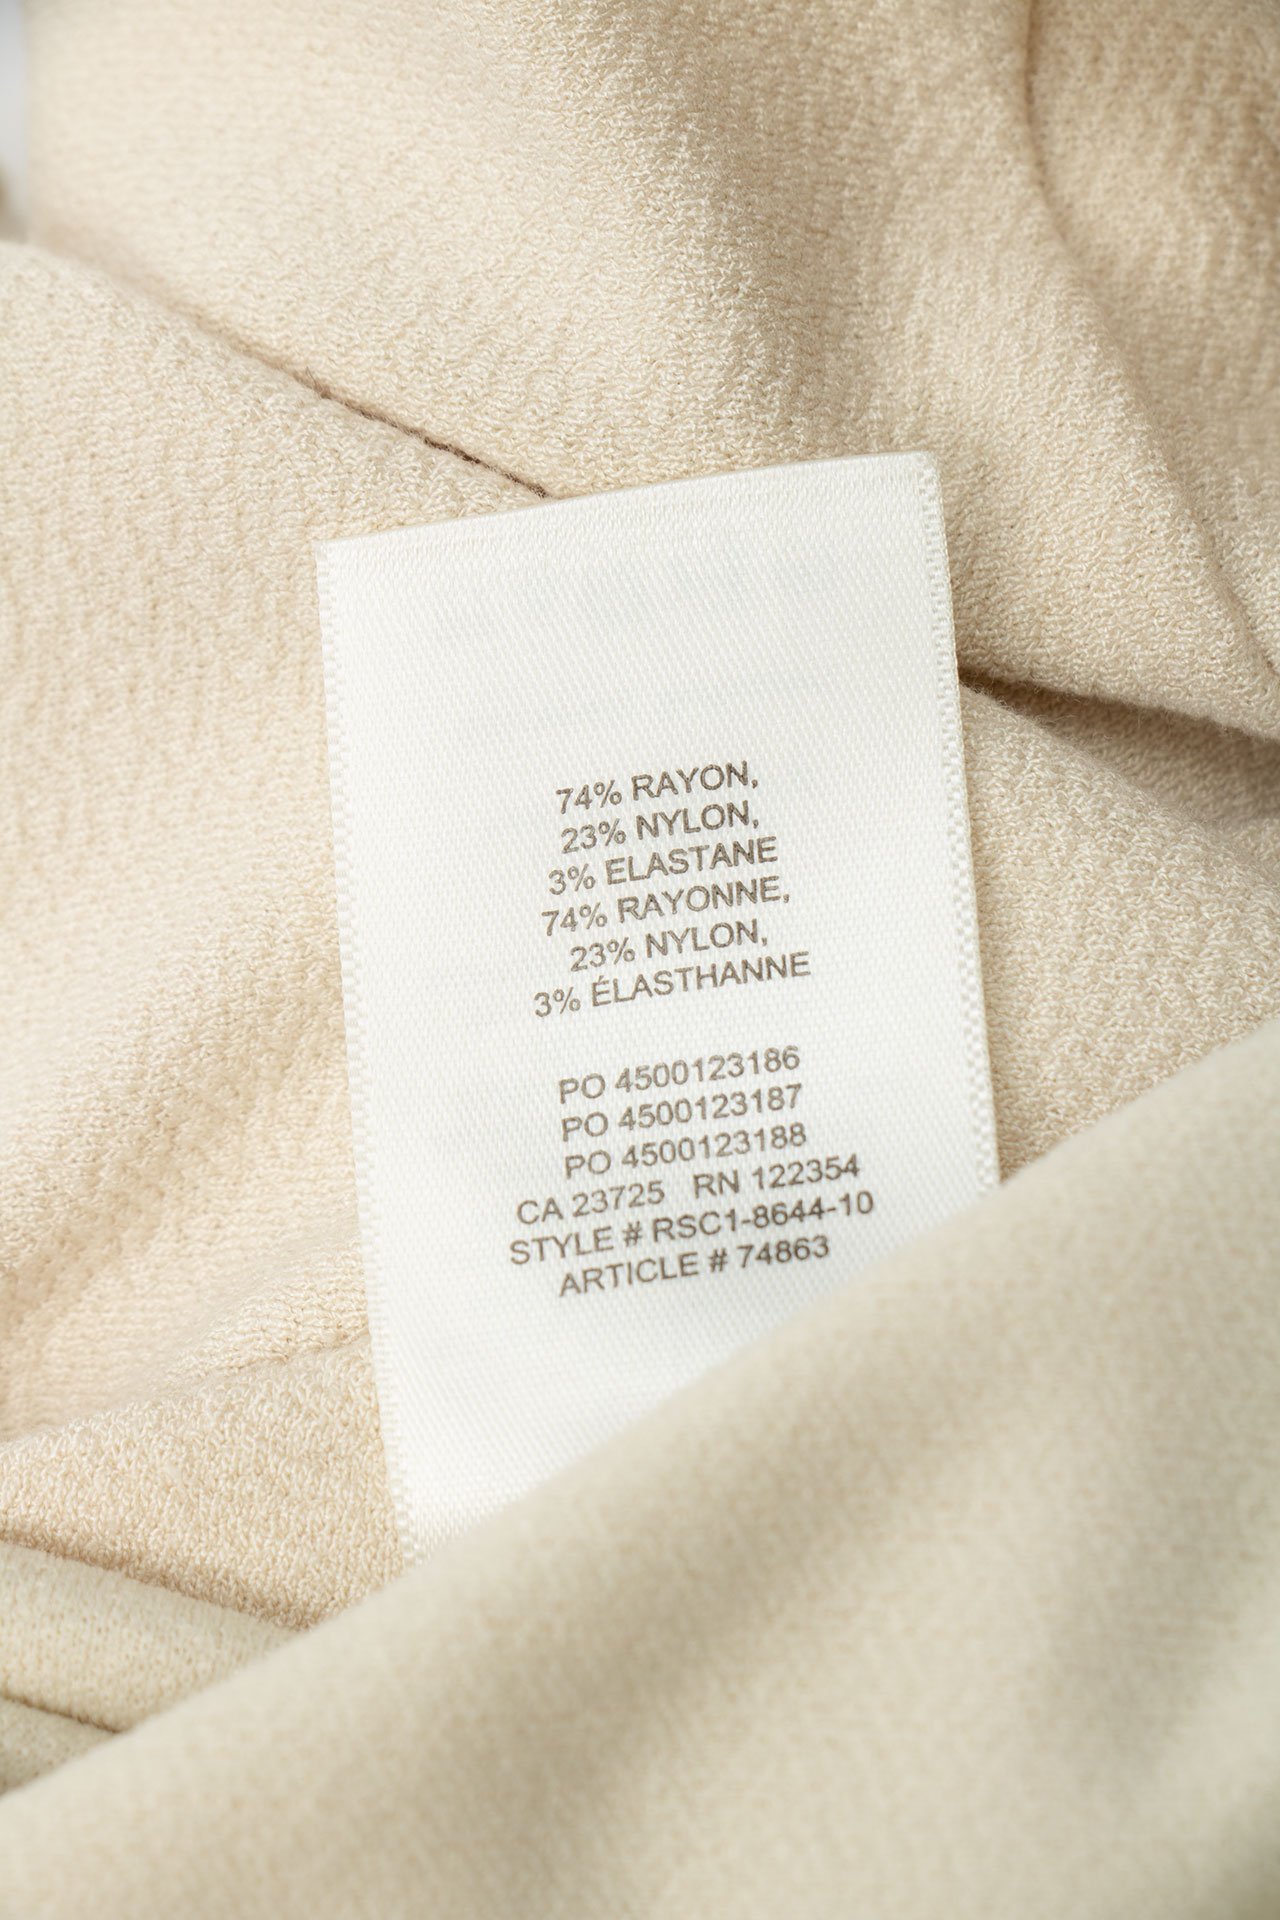 74% RAYON,
23% NYLON,
3% ELASTANE
74% RAYONNE,
23% NYLON,
3% ÉLASTHANNE
PO 4500123186
PO 4500123187
PO 4500123188
CA 23725 RN 122354
STYLE # RSC1-8644-10
ARTICLE # 74863